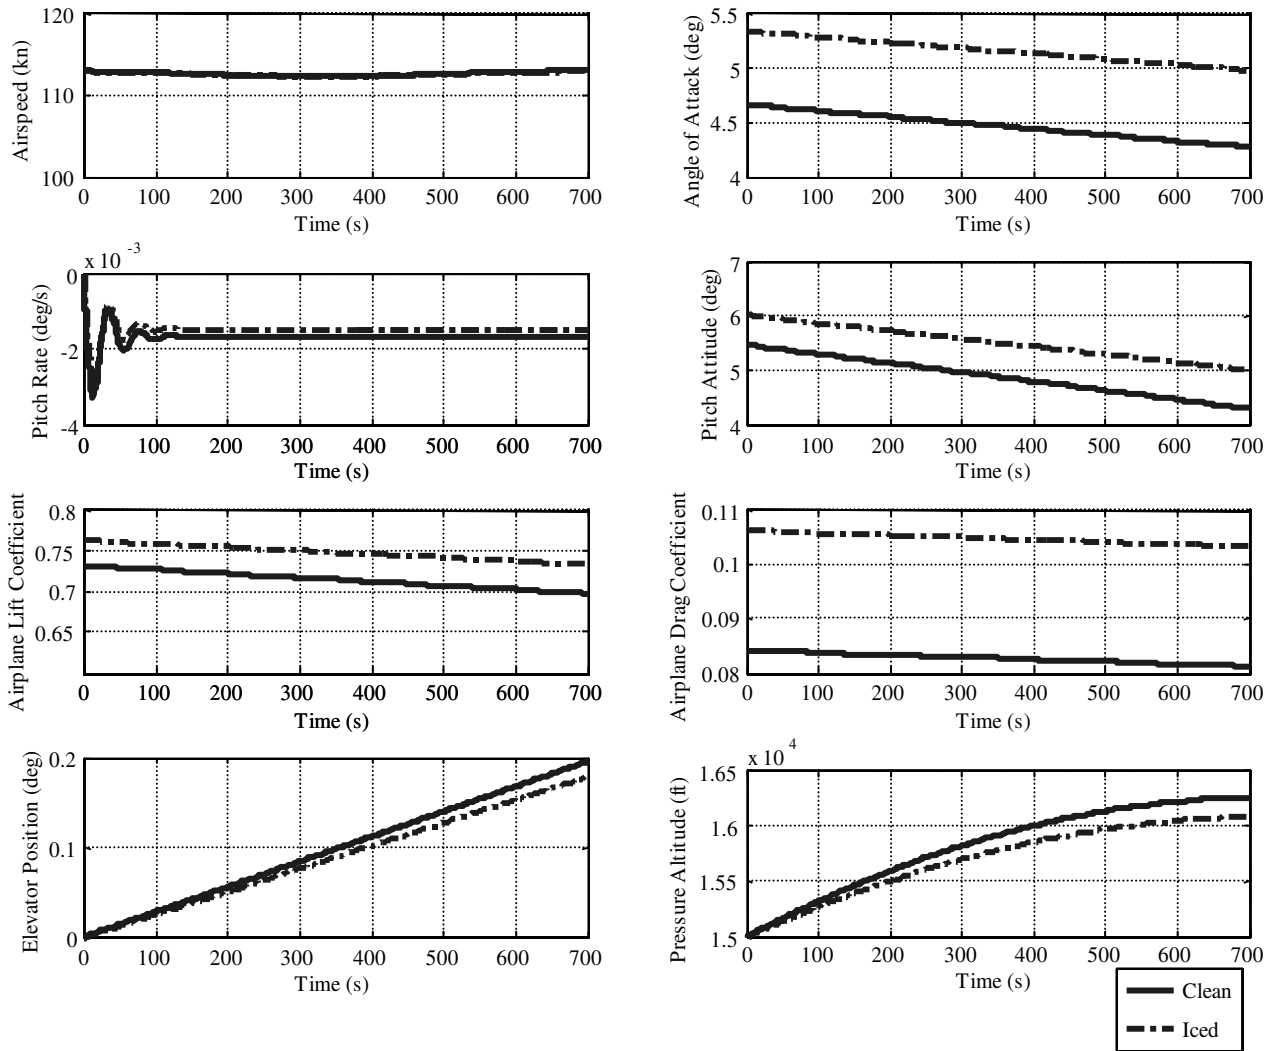 120
110
100
Airspeed (kn)
0 100 200 300 400 500 600 700
Time (s)
5.5
5
4.5
4
Angle of Attack (deg)
0 100 200 300 400 500 600 700
Time (s)
x 10 -3
0
-2
-4
Pitch Rate (deg/s)
0 100 200 300 400 500 600 700
Time (s)
7
6
5
4
Pitch Attitude (deg)
0 100 200 300 400 500 600 700
Time (s)
0.8
0.75
0.7
0.65
Airplane Lift Coefficient
0 100 200 300 400 500 600 700
Time (s)
0.11
0.1
0.09
0.08
Airplane Drag Coefficient
0 100 200 300 400 500 600 700
Time (s)
0.2
0.1
0
Elevator Position (deg)
0 100 200 300 400 500 600 700
Time (s)
x 10 4
1.65
1.6
1.55
1.5
Pressure Altitude (ft)
0 100 200 300 400 500 600 700
Time (s)
Clean
Iced